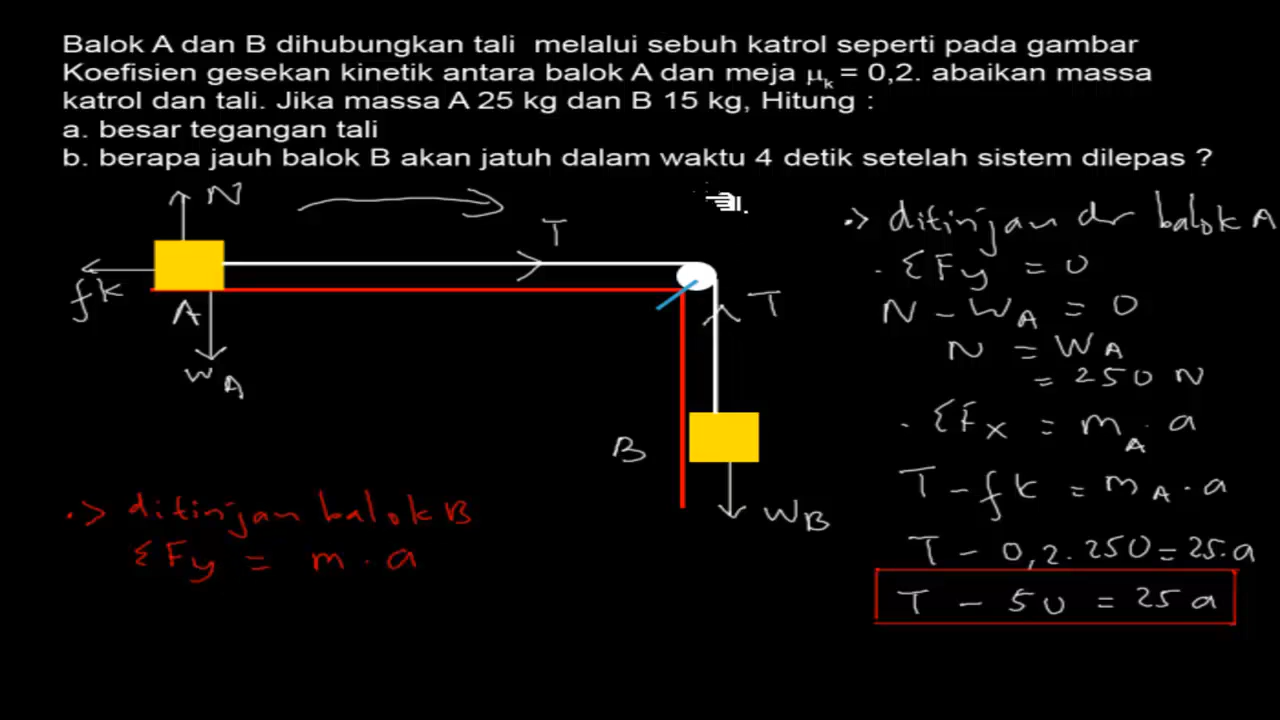 Balok A dan B dihubungkan tali melalui sebuh katrol seperti pada gambar
Koefisien gesekan kinetik antara balok A dan meja μk = 0,2. abaikan massa
katrol dan tali. Jika massa A 25 kg dan B 15 kg, Hitung :
a. besar tegangan tali
b. berapa jauh balok B akan jatuh dalam waktu 4 detik setelah sistem dilepas ?
N
T
fk
A
WA
T
B
WB
.> ditinjan dr balok A
. ΣFy = 0
N - WA = 0
N = WA
= 250 N
. ΣFx = mA . a
T - fk = mA . a
T - 0,2 . 250 = 25 . a
T - 50 = 25 a
.> ditinjan balok B
ΣFy = m . a